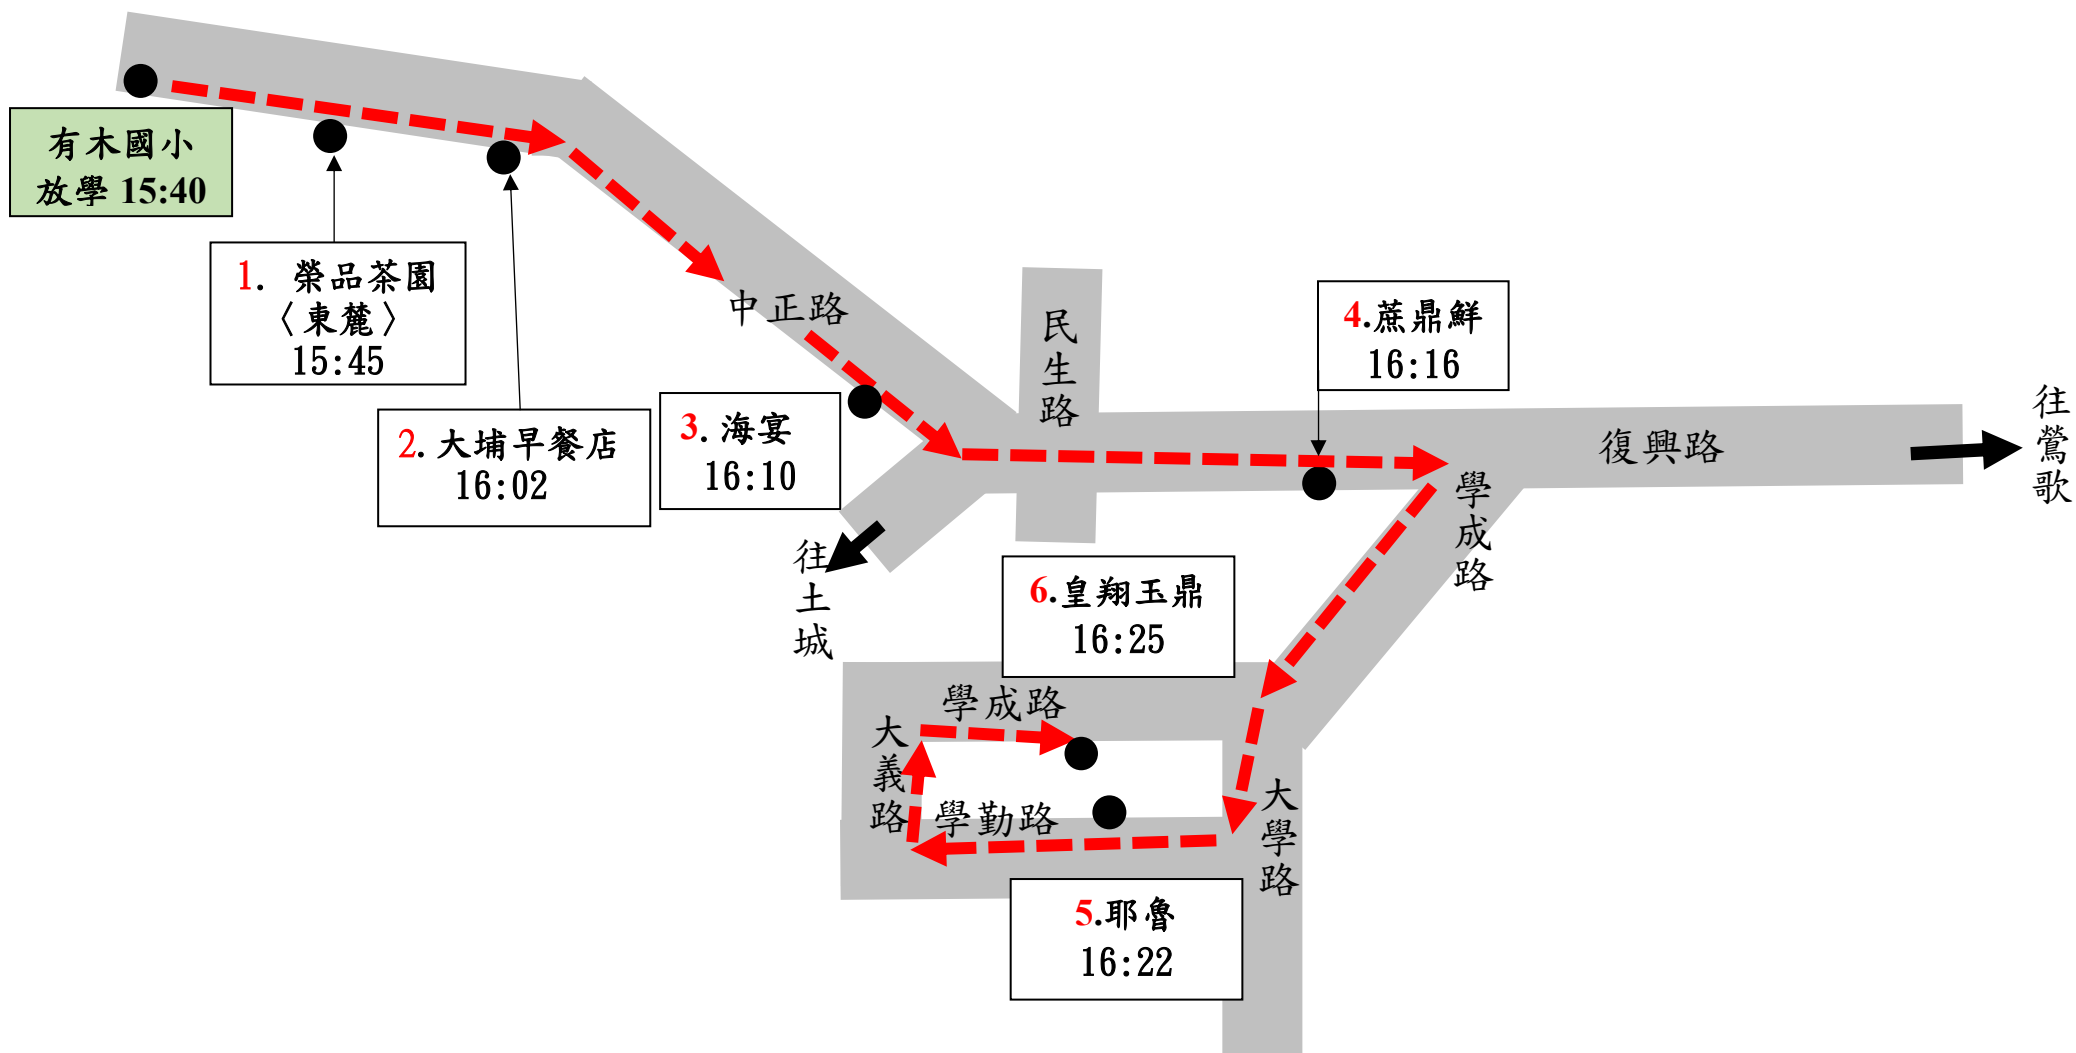 有木國小
放學 15:40
1. 榮品茶園
〈東麓〉
15:45
2.大埔早餐店
16:02
中正路
3.海宴
16:10
民生路
4.蔗鼎鮮
16:16
復興路
往鶯歌
學成路
往土城
6.皇翔玉鼎
16:25
學成路
大義路
學勤路
大學路
5.耶魯
16:22